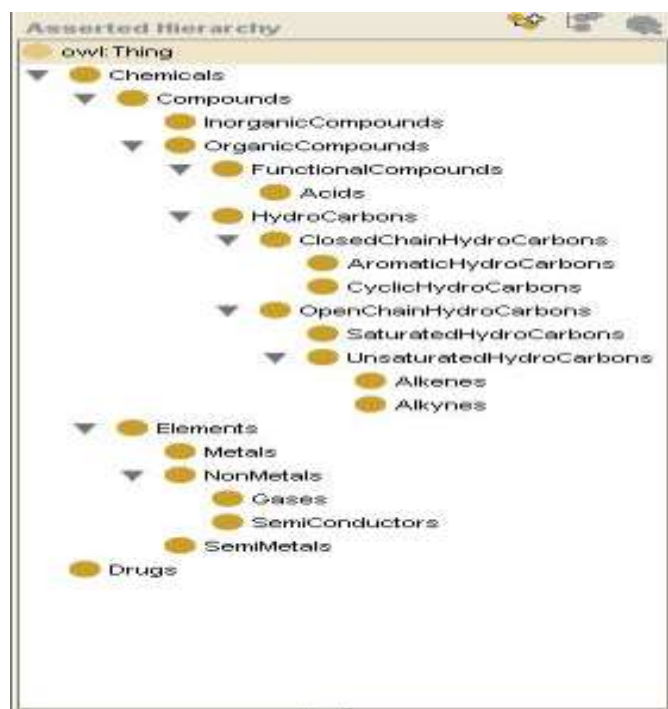 Asserted Hierarchy
owl:Thing
Chemicals
Compounds
InorganicCompounds
OrganicCompounds
FunctionalCompounds
Acids
HydroCarbons
ClosedChainHydroCarbons
AromaticHydroCarbons
CyclicHydroCarbons
OpenChainHydroCarbons
SaturatedHydroCarbons
UnsaturatedHydroCarbons
Alkenes
Alkynes
Elements
Metals
NonMetals
Gases
SemiConductors
SemiMetals
Drugs